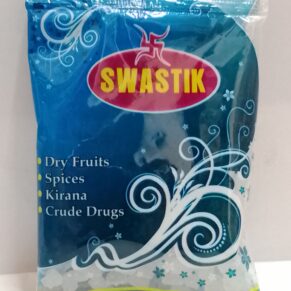 SWASTIK
Dry Fruits
Spices
Kirana
Crude Drugs